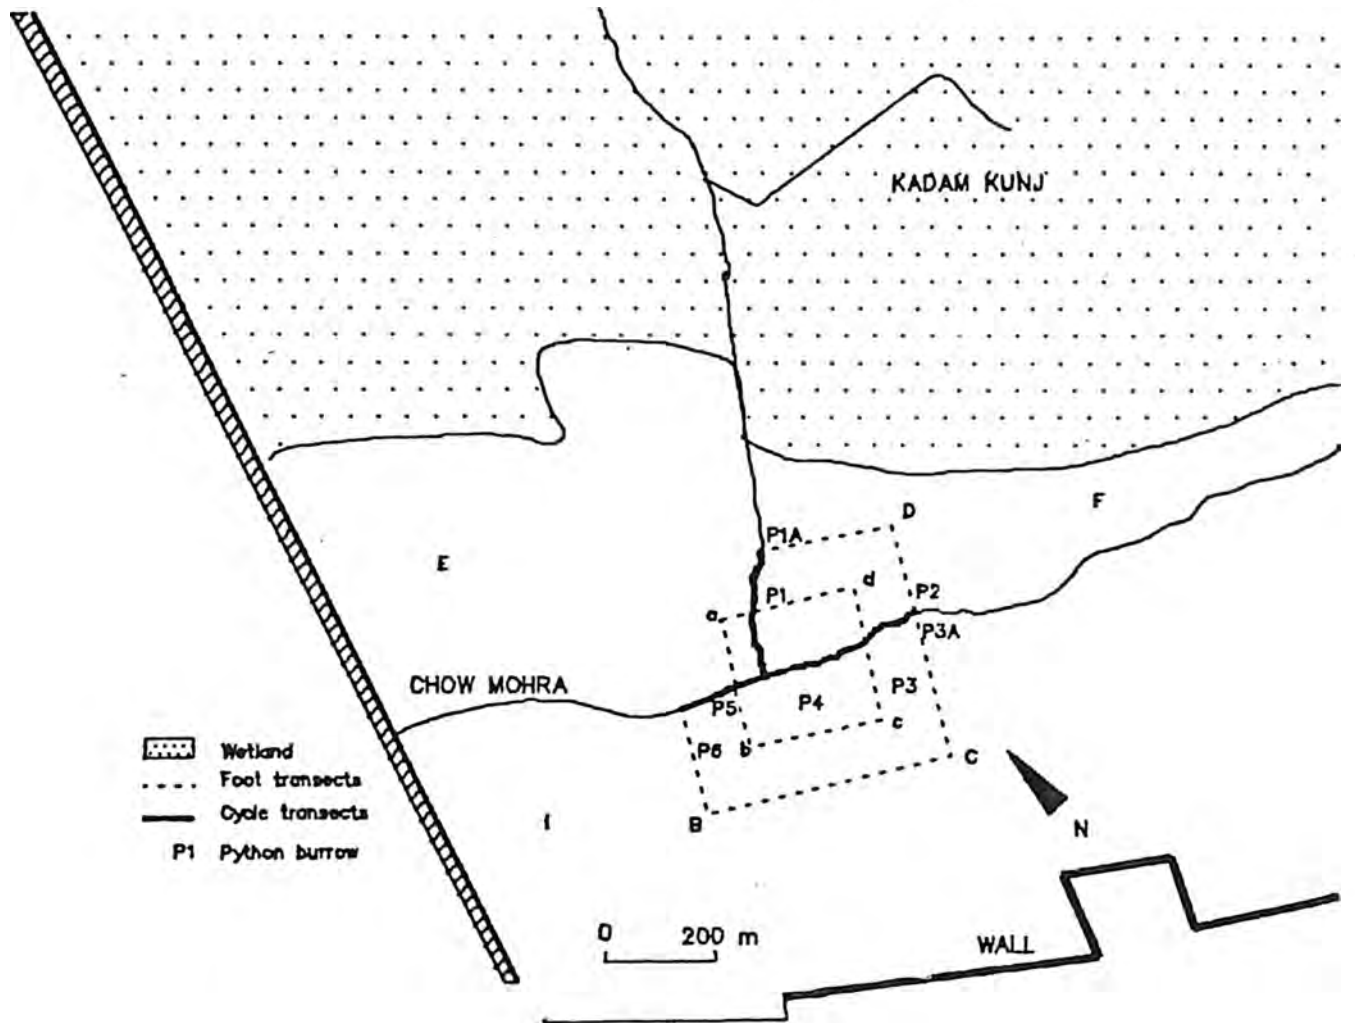 KADAM KUNJ
F
D
P1A
E
P1
d
P2
a
P3A
CHOW MOHRA
P3
P5
P4
c
P6
b
C
Wetland
Foot transects
Cycle transects
I
B
N
P1 Python burrow
0 200 m
WALL